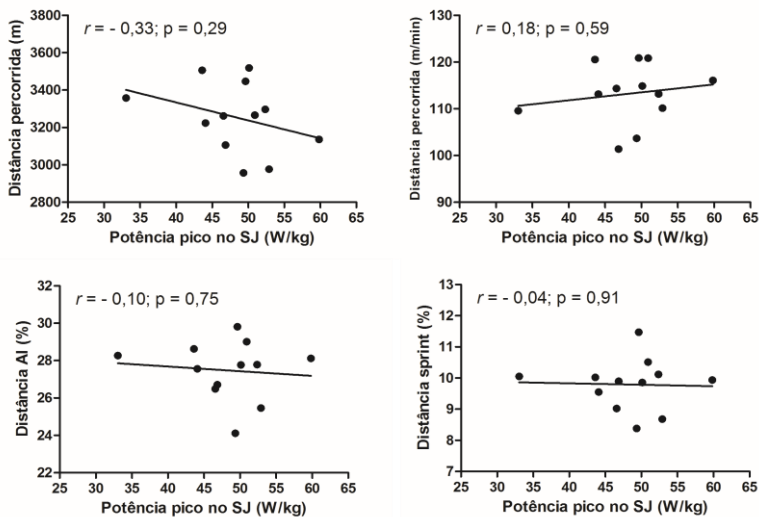 r = - 0,33; p = 0,29
Distância percorrida (m)
3800
3600
3400
3200
3000
2800
25 30 35 40 45 50 55 60 65
Potência pico no SJ (W/kg)
r = 0,18; p = 0,59
Distância percorrida (m/min)
130
120
110
100
90
25 30 35 40 45 50 55 60 65
Potência pico no SJ (W/kg)
r = - 0,10; p = 0,75
Distância AI (%)
32
30
28
26
24
22
25 30 35 40 45 50 55 60 65
Potência pico no SJ (W/kg)
r = - 0,04; p = 0,91
Distância sprint (%)
13
12
11
10
9
8
7
25 30 35 40 45 50 55 60 65
Potência pico no SJ (W/kg)